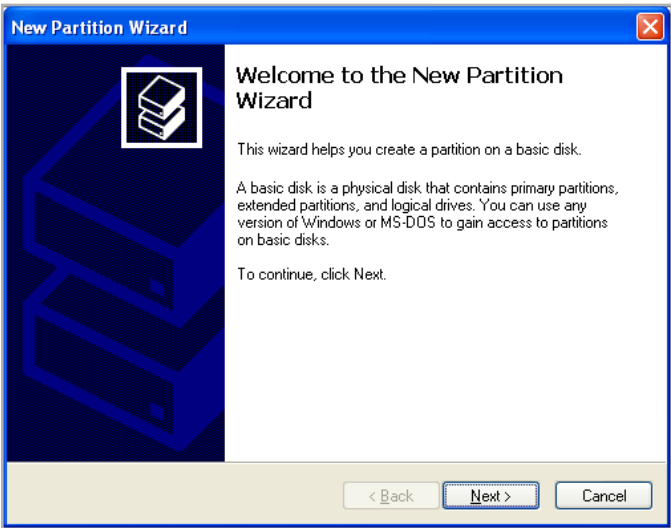 New Partition Wizard
Welcome to the New Partition
Wizard
This wizard helps you create a partition on a basic disk.
A basic disk is a physical disk that contains primary partitions,
extended partitions, and logical drives. You can use any
version of Windows or MS-DOS to gain access to partitions
on basic disks.
To continue, click Next.
< Back Next > Cancel